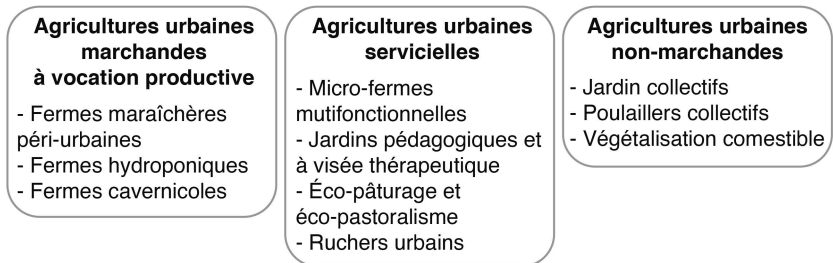 Agricultures urbaines
marchandes
à vocation productive
- Fermes maraîchères
péri-urbaines
- Fermes hydroponiques
- Fermes cavernicoles
Agricultures urbaines
servicielles
- Micro-fermes
mutifonctionnelles
- Jardins pédagogiques et
à visée thérapeutique
- Éco-pâturage et
éco-pastoralisme
- Ruchers urbains
Agricultures urbaines
non-marchandes
- Jardin collectifs
- Poulaillers collectifs
- Végétalisation comestible